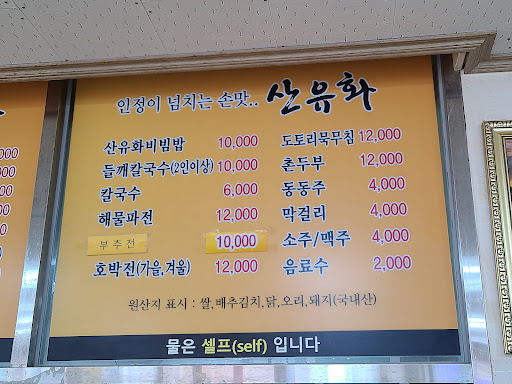 인정이 넘치는 손맛.. 산유화
산유화비빔밥 10,000
들깨칼국수(2인이상) 10,000
칼국수 6,000
해물파전 12,000
부추전 10,000
호박전(가을,겨울) 12,000
도토리묵무침 12,000
촌두부 12,000
동동주 4,000
막걸리 4,000
소주/맥주 4,000
음료수 2,000
원산지 표시 : 쌀,배추김치,닭,오리,돼지(국내산)
물은 셀프(self) 입니다